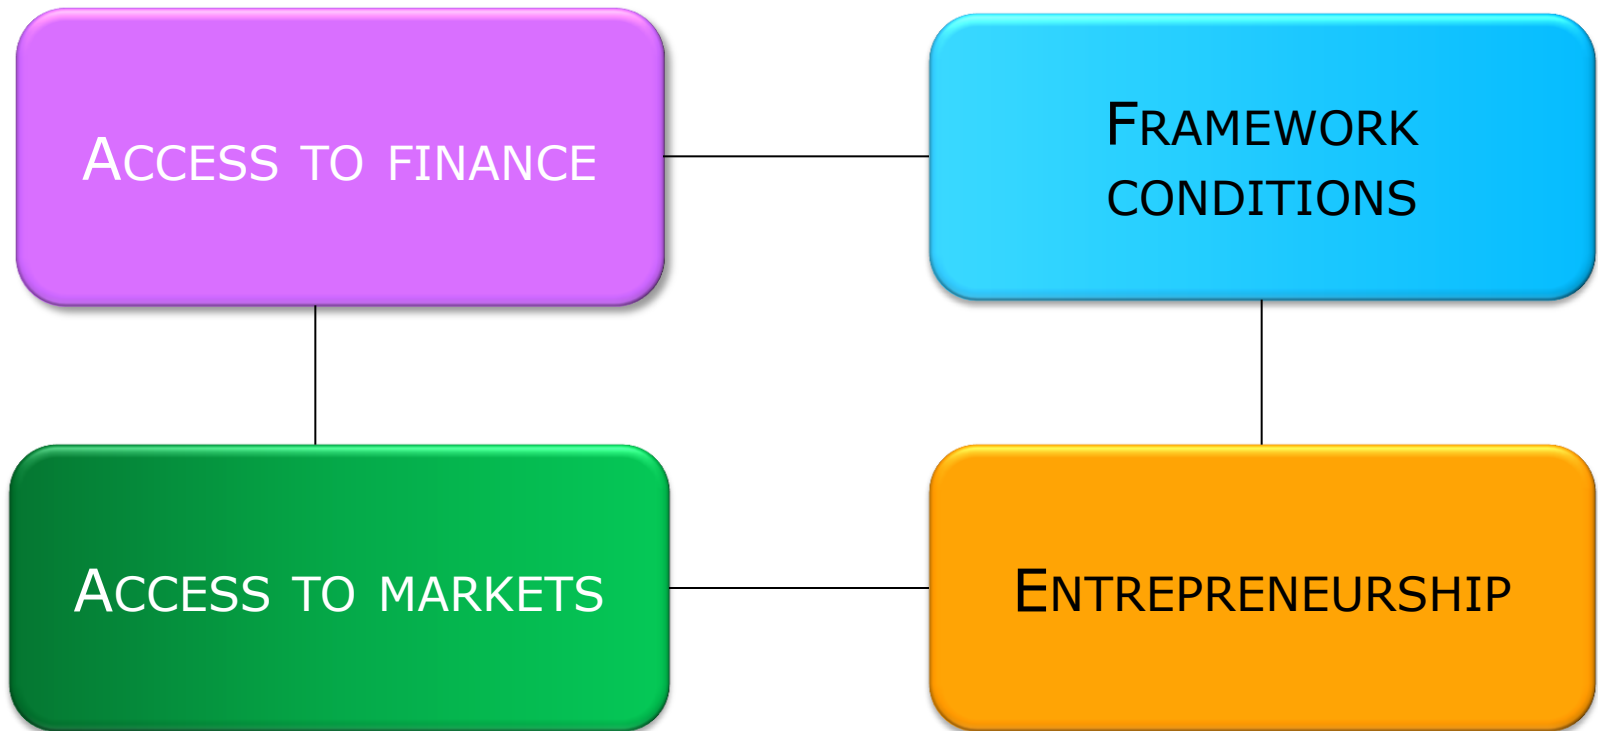 Access to finance
Framework
conditions
Access to markets
Entrepreneurship